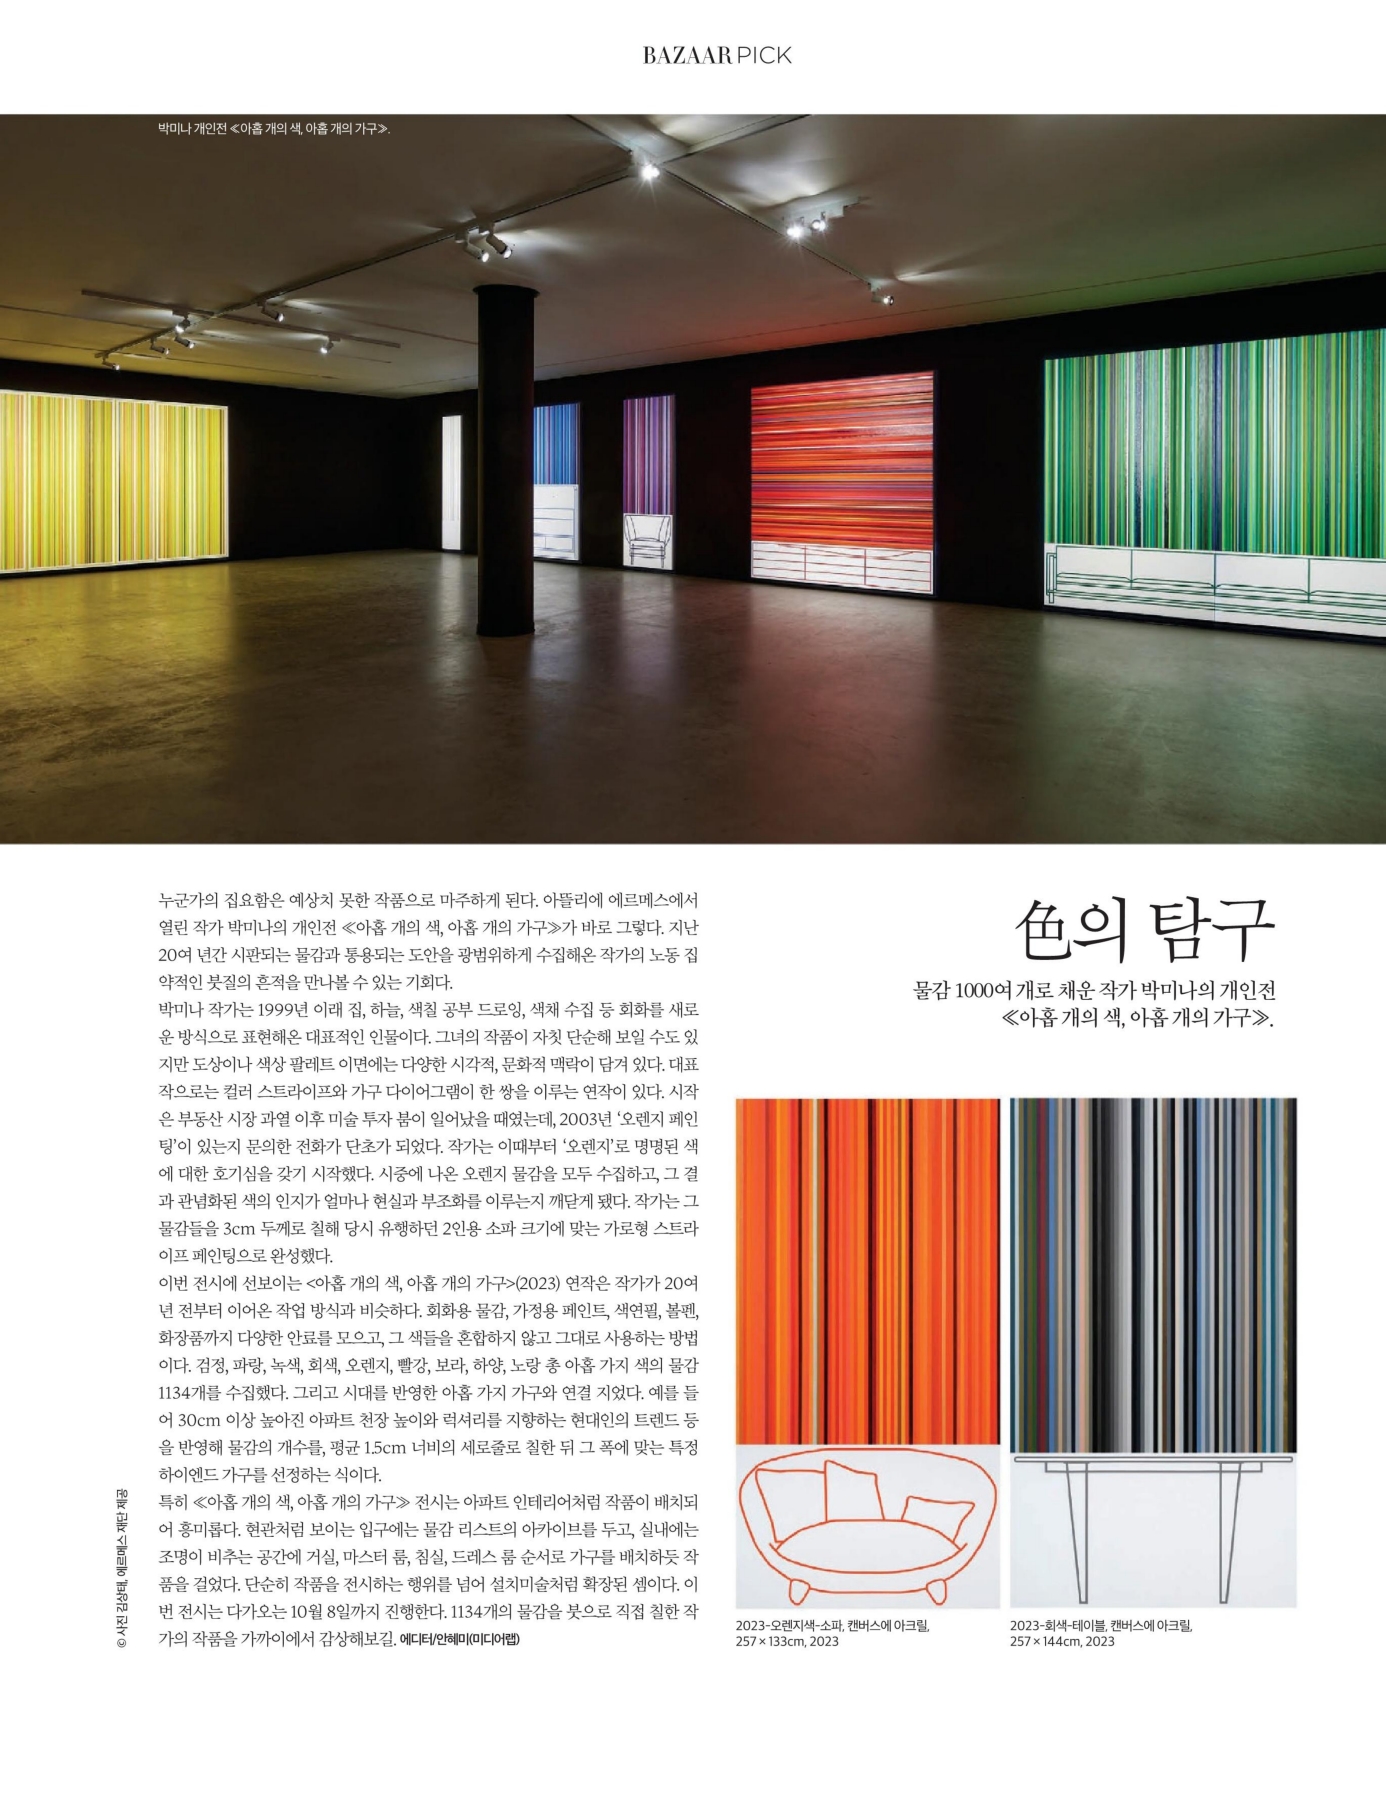 BAZAAR PICK
박미나 개인전 ≪아홉 개의 색, 아홉 개의 가구≫.
色의 탐구
물감 1000여 개로 채운 작가 박미나의 개인전
≪아홉 개의 색, 아홉 개의 가구≫.
누군가의 집요함은 예상치 못한 작품으로 마주하게 된다. 아뜰리에 에르메스에서
열린 작가 박미나의 개인전 ≪아홉 개의 색, 아홉 개의 가구≫가 바로 그렇다. 지난
20여 년간 시판되는 물감과 통용되는 도안을 광범위하게 수집해온 작가의 노동 집
약적인 붓질의 흔적을 만나볼 수 있는 기회다.
박미나 작가는 1999년 이래 집, 하늘, 색칠 공부 드로잉, 색채 수집 등 회화를 새로
운 방식으로 표현해온 대표적인 인물이다. 그녀의 작품이 자칫 단순해 보일 수도 있
지만 도상이나 색상 팔레트 이면에는 다양한 시각적, 문화적 맥락이 담겨 있다. 대표
작으로는 컬러 스트라이프와 가구 다이어그램이 한 쌍을 이루는 연작이 있다. 시작
은 부동산 시장 과열 이후 미술 투자 붐이 일어났을 때였는데, 2003년 ‘오렌지 페인
팅’이 있는지 문의한 전화가 단초가 되었다. 작가는 이때부터 ‘오렌지’로 명명된 색
에 대한 호기심을 갖기 시작했다. 시중에 나온 오렌지 물감을 모두 수집하고, 그 결
과 관념화된 색의 인지가 얼마나 현실과 부조화를 이루는지 깨닫게 됐다. 작가는 그
물감들을 3cm 두께로 칠해 당시 유행하던 2인용 소파 크기에 맞는 가로형 스트라
이프 페인팅으로 완성했다.
이번 전시에 선보이는 <아홉 개의 색, 아홉 개의 가구>(2023) 연작은 작가가 20여
년 전부터 이어온 작업 방식과 비슷하다. 회화용 물감, 가정용 페인트, 색연필, 볼펜,
화장품까지 다양한 안료를 모으고, 그 색들을 혼합하지 않고 그대로 사용하는 방법
이다. 검정, 파랑, 녹색, 회색, 오렌지, 빨강, 보라, 하양, 노랑 총 아홉 가지 색의 물감
1134개를 수집했다. 그리고 시대를 반영한 아홉 가지 가구와 연결 지었다. 예를 들
어 30cm 이상 높아진 아파트 천장 높이와 럭셔리를 지향하는 현대인의 트렌드 등
을 반영해 물감의 개수를, 평균 1.5cm 너비의 세로줄로 칠한 뒤 그 폭에 맞는 특정
하이엔드 가구를 선정하는 식이다.
특히 ≪아홉 개의 색, 아홉 개의 가구≫ 전시는 아파트 인테리어처럼 작품이 배치되
어 흥미롭다. 현관처럼 보이는 입구에는 물감 리스트의 아카이브를 두고, 실내에는
조명이 비추는 공간에 거실, 마스터 룸, 침실, 드레스 룸 순서로 가구를 배치하듯 작
품을 걸었다. 단순히 작품을 전시하는 행위를 넘어 설치미술처럼 확장된 셈이다. 이
번 전시는 다가오는 10월 8일까지 진행한다. 1134개의 물감을 붓으로 직접 칠한 작
가의 작품을 가까이에서 감상해보길. 에디터/안혜미(미디어랩)
2023-오렌지색-소파, 캔버스에 아크릴,
257×133cm, 2023
2023-회색-테이블, 캔버스에 아크릴,
257×144cm, 2023
© 사진 김상태, 에르메스 재단 제공